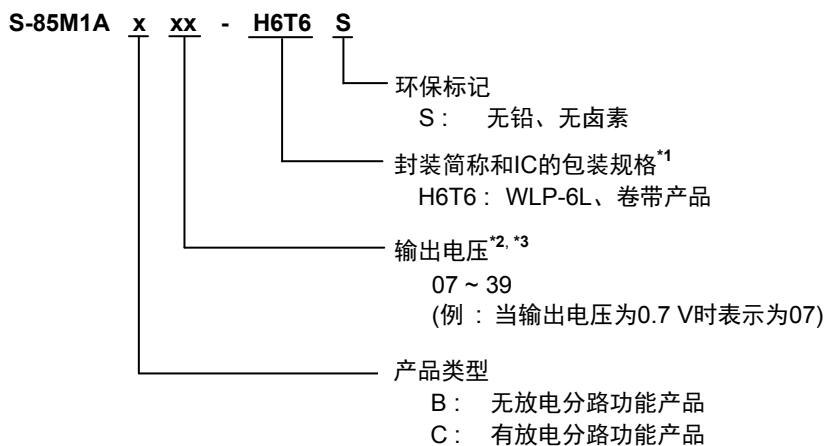 S-85M1A x xx - H6T6 S
环保标记
S : 无铅、无卤素
封装简称和IC的包装规格*1
H6T6 : WLP-6L、卷带产品
输出电压*2, *3
07 ~ 39
(例 : 当输出电压为0.7 V时表示为07)
产品类型
B : 无放电分路功能产品
C : 有放电分路功能产品